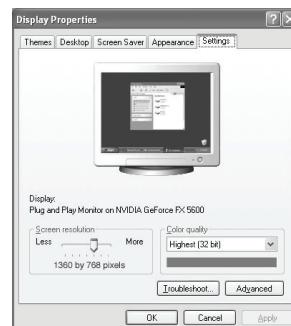 Display Properties
Themes Desktop Screen Saver Appearance Settings
Display:
Plug and Play Monitor on NVIDIA GeForce FX 5600
Screen resolution
Less More
1360 by 768 pixels
Color quality
Highest (32 bit)
Troubleshoot... Advanced
OK Cancel Apply